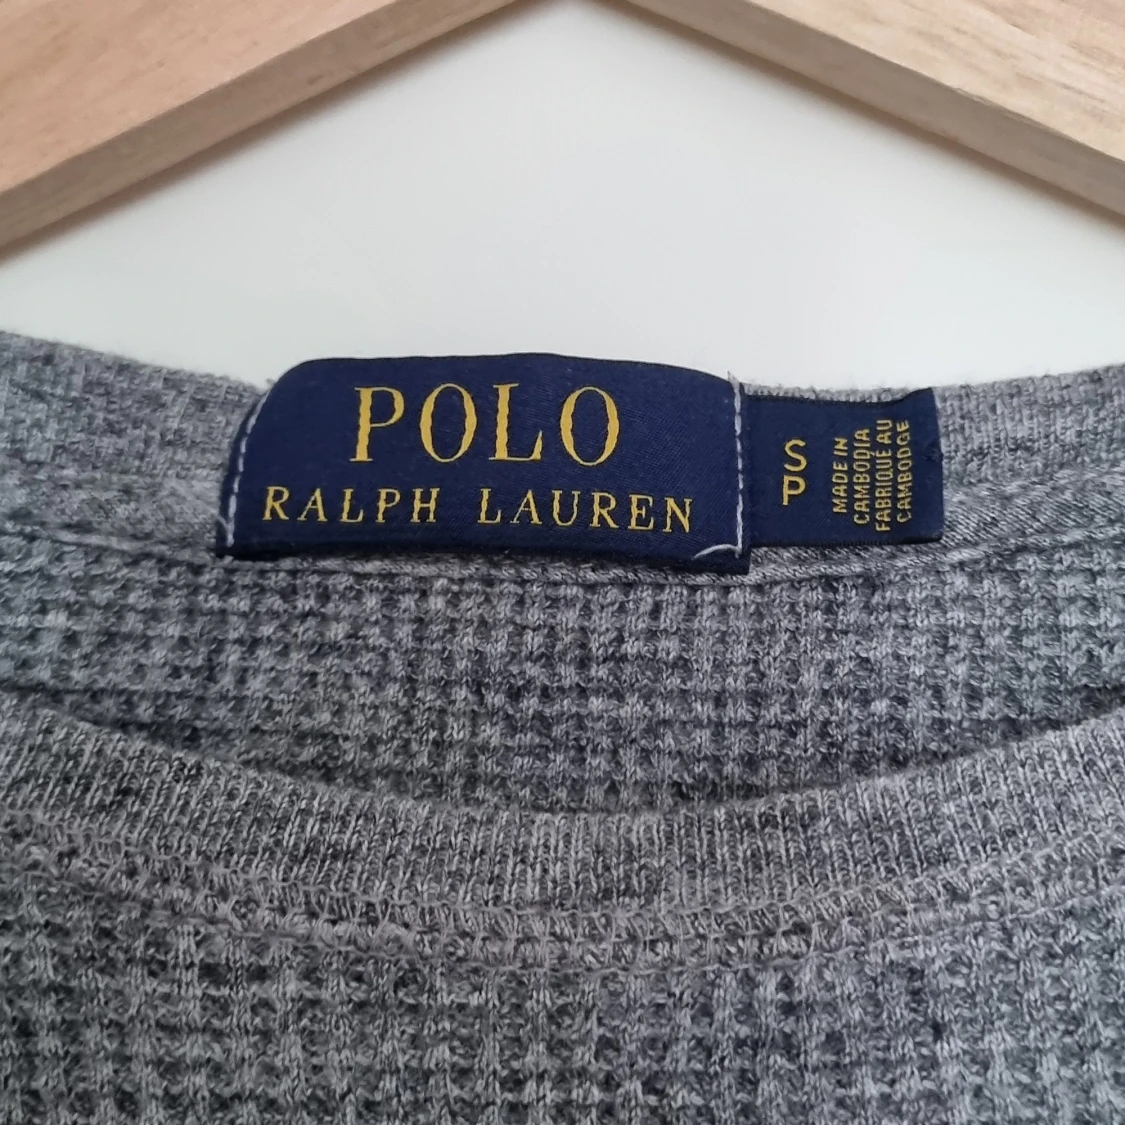 POLO
RALPH LAUREN
S
P
MADE IN
CAMBODIA
FABRIQUÉ AU
CAMBODGE